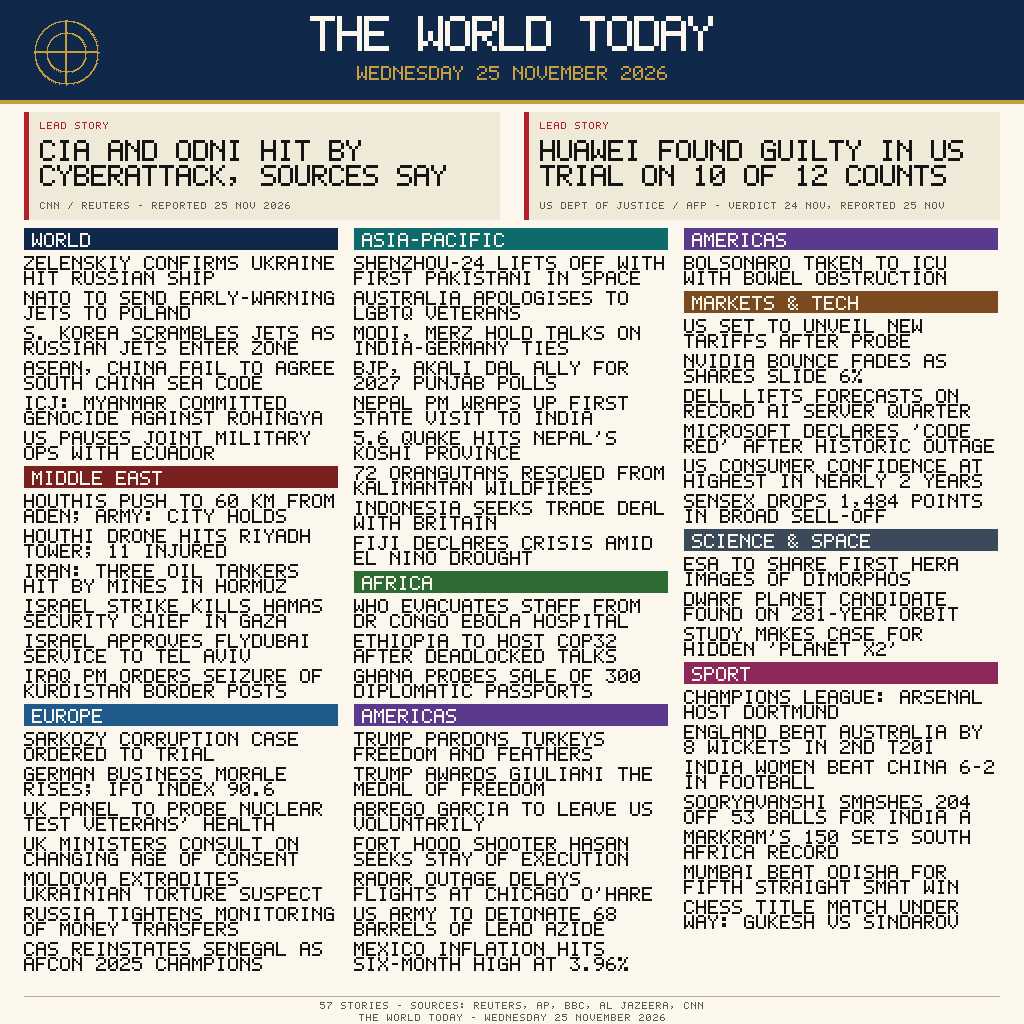 THE WORLD TODAY
WEDNESDAY 25 NOVEMBER 2026
LEAD STORY
CIA AND ODNI HIT BY
CYBERATTACK, SOURCES SAY
CNN / REUTERS - REPORTED 25 NOV 2026
LEAD STORY
HUAWEI FOUND GUILTY IN US
TRIAL ON 10 OF 12 COUNTS
US DEPT OF JUSTICE / AFP - VERDICT 24 NOV, REPORTED 25 NOV
WORLD
ZELENSKIY CONFIRMS UKRAINE
HIT RUSSIAN SHIP
NATO TO SEND EARLY-WARNING
JETS TO POLAND
S. KOREA SCRAMBLES JETS AS
RUSSIAN JETS ENTER ZONE
ASEAN, CHINA FAIL TO AGREE
SOUTH CHINA SEA CODE
ICJ: MYANMAR COMMITTED
GENOCIDE AGAINST ROHINGYA
US PAUSES JOINT MILITARY
OPS WITH ECUADOR
MIDDLE EAST
HOUTHIS PUSH TO 60 KM FROM
ADEN; ARMY: CITY HOLDS
HOUTHI DRONE HITS RIYADH
TOWER; 11 INJURED
IRAN: THREE OIL TANKERS
HIT BY MINES IN HORMUZ
ISRAEL STRIKE KILLS HAMAS
SECURITY CHIEF IN GAZA
ISRAEL APPROVES FLYDUBAI
SERVICE TO TEL AVIV
IRAQ PM ORDERS SEIZURE OF
KURDISTAN BORDER POSTS
EUROPE
SARKOZY CORRUPTION CASE
ORDERED TO TRIAL
GERMAN BUSINESS MORALE
RISES; IFO INDEX 90.6
UK PANEL TO PROBE NUCLEAR
TEST VETERANS' HEALTH
UK MINISTERS CONSULT ON
CHANGING AGE OF CONSENT
MOLDOVA EXTRADITES
UKRAINIAN TORTURE SUSPECT
RUSSIA TIGHTENS MONITORING
OF MONEY TRANSFERS
CAS REINSTATES SENEGAL AS
AFCON 2025 CHAMPIONS
ASIA-PACIFIC
SHENZHOU-24 LIFTS OFF WITH
FIRST PAKISTANI IN SPACE
AUSTRALIA APOLOGISES TO
LGBTQ VETERANS
MODI, MERZ HOLD TALKS ON
INDIA-GERMANY TIES
BJP, AKALI DAL ALLY FOR
2027 PUNJAB POLLS
NEPAL PM WRAPS UP FIRST
STATE VISIT TO INDIA
5.6 QUAKE HITS NEPAL'S
KOSHI PROVINCE
72 ORANGUTANS RESCUED FROM
KALIMANTAN WILDFIRES
INDONESIA SEEKS TRADE DEAL
WITH BRITAIN
FIJI DECLARES CRISIS AMID
EL NINO DROUGHT
AFRICA
WHO EVACUATES STAFF FROM
DR CONGO EBOLA HOSPITAL
ETHIOPIA TO HOST COP32
AFTER DEADLOCKED TALKS
GHANA PROBES SALE OF 300
DIPLOMATIC PASSPORTS
AMERICAS
TRUMP PARDONS TURKEYS
FREEDOM AND FEATHERS
TRUMP AWARDS GIULIANI THE
MEDAL OF FREEDOM
ABREGO GARCIA TO LEAVE US
VOLUNTARILY
FORT HOOD SHOOTER HASAN
SEEKS STAY OF EXECUTION
RADAR OUTAGE DELAYS
FLIGHTS AT CHICAGO O'HARE
US ARMY TO DETONATE 68
BARRELS OF LEAD AZIDE
MEXICO INFLATION HITS
SIX-MONTH HIGH AT 3.96%
AMERICAS
BOLSONARO TAKEN TO ICU
WITH BOWEL OBSTRUCTION
MARKETS & TECH
US SET TO UNVEIL NEW
TARIFFS AFTER PROBE
NVIDIA BOUNCE FADES AS
SHARES SLIDE 6%
DELL LIFTS FORECASTS ON
RECORD AI SERVER QUARTER
MICROSOFT DECLARES 'CODE
RED' AFTER HISTORIC OUTAGE
US CONSUMER CONFIDENCE AT
HIGHEST IN NEARLY 2 YEARS
SENSEX DROPS 1,484 POINTS
IN BROAD SELL-OFF
SCIENCE & SPACE
ESA TO SHARE FIRST HERA
IMAGES OF DIMORPHOS
DWARF PLANET CANDIDATE
FOUND ON 281-YEAR ORBIT
STUDY MAKES CASE FOR
HIDDEN 'PLANET X2'
SPORT
CHAMPIONS LEAGUE: ARSENAL
HOST DORTMUND
ENGLAND BEAT AUSTRALIA BY
8 WICKETS IN 2ND T20I
INDIA WOMEN BEAT CHINA 6-2
IN FOOTBALL
SOORYAVANSHI SMASHES 204
OFF 53 BALLS FOR INDIA A
MARKRAM'S 150 SETS SOUTH
AFRICA RECORD
MUMBAI BEAT ODISHA FOR
FIFTH STRAIGHT SMAT WIN
CHESS TITLE MATCH UNDER
WAY: GUKESH VS SINDAROV
57 STORIES - SOURCES: REUTERS, AP, BBC, AL JAZEERA, CNN
THE WORLD TODAY - WEDNESDAY 25 NOVEMBER 2026